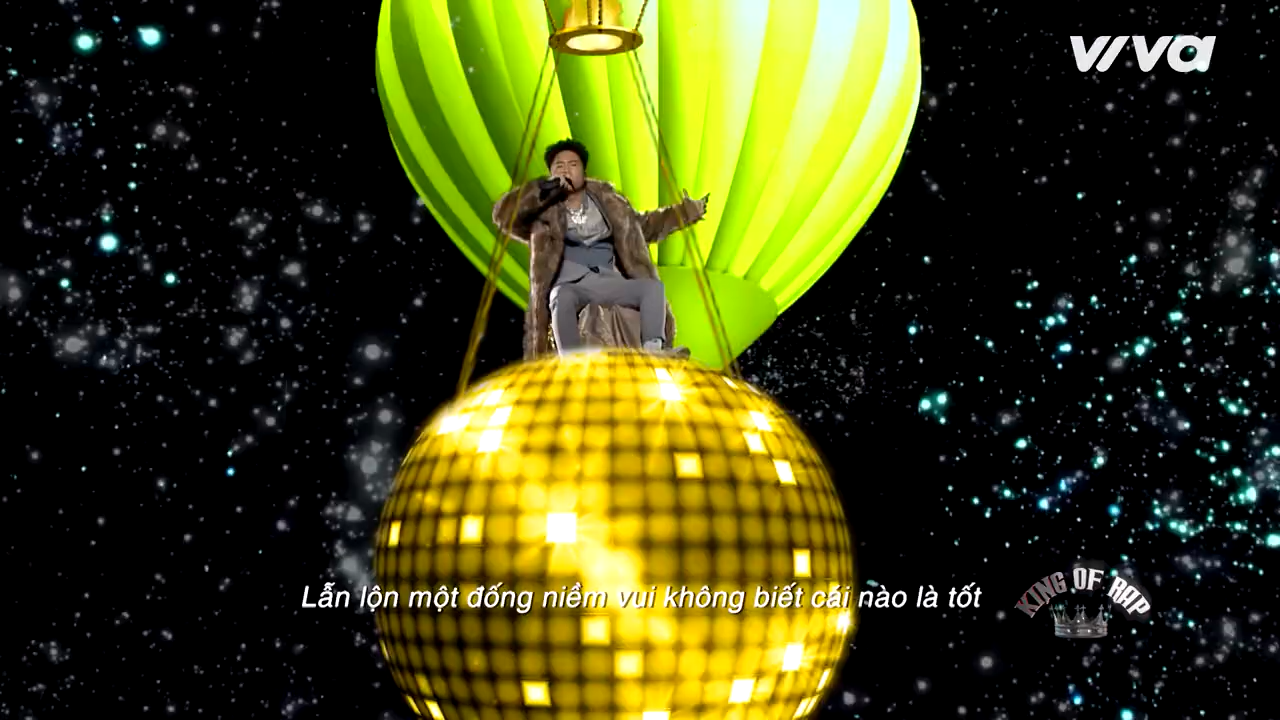 VIVA
KING OF RAP
Lẫn lộn một đống niềm vui không biết cái nào là tốt